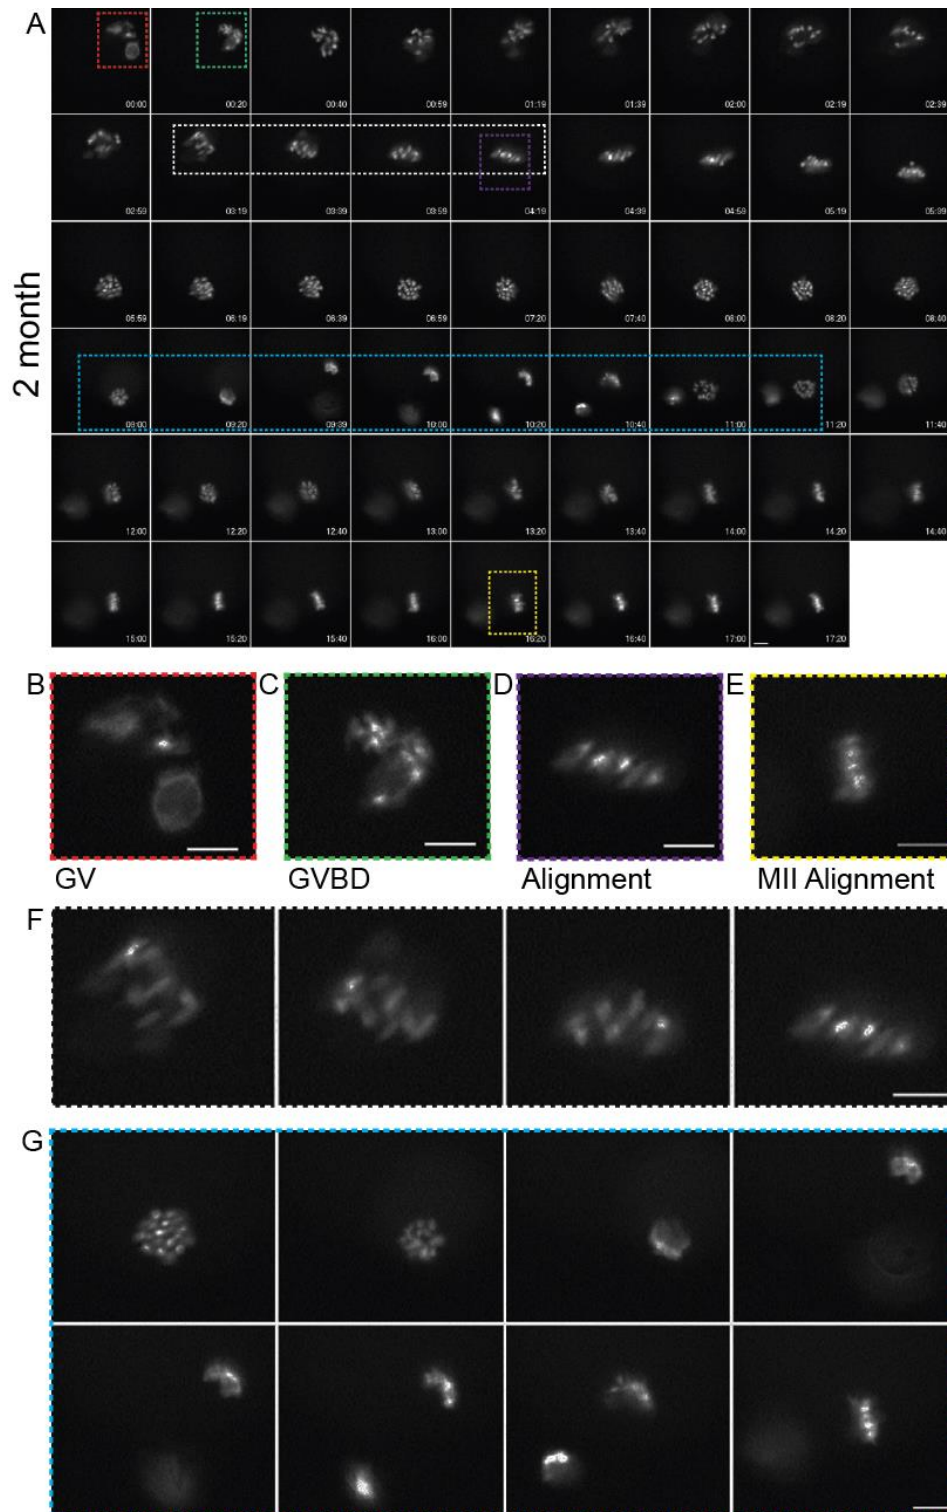 A
00:00 00:20 00:40 00:59 01:19 01:39 02:00 02:19 02:39
02:59 03:19 03:39 03:59 04:19 04:39 04:59 05:19 05:39
2 month
05:59 06:19 06:39 06:59 07:20 07:40 08:00 08:20 08:40
09:00 09:20 09:39 10:00 10:20 10:40 11:00 11:20 11:40
12:00 12:20 12:40 13:00 13:20 13:40 14:00 14:20 14:40
15:00 15:20 15:40 16:00 16:20 16:40 17:00 17:20
B C D E
GV GVBD Alignment MII Alignment
F
G